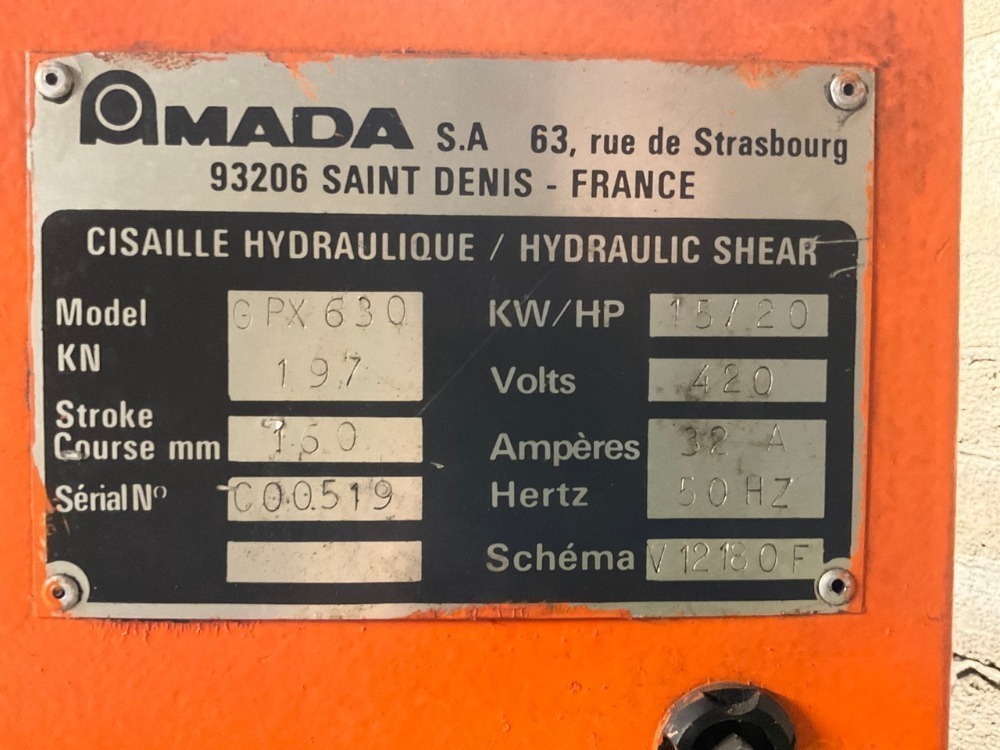 AMADA S.A 63, rue de Strasbourg
93206 SAINT DENIS - FRANCE
CISAILLE HYDRAULIQUE / HYDRAULIC SHEAR
Model GPX 630
KN 197
Stroke
Course mm 160
Sérial N° C00519
KW/HP 15/20
Volts 420
Ampères 32 A
Hertz 50 HZ
Schéma V12180F